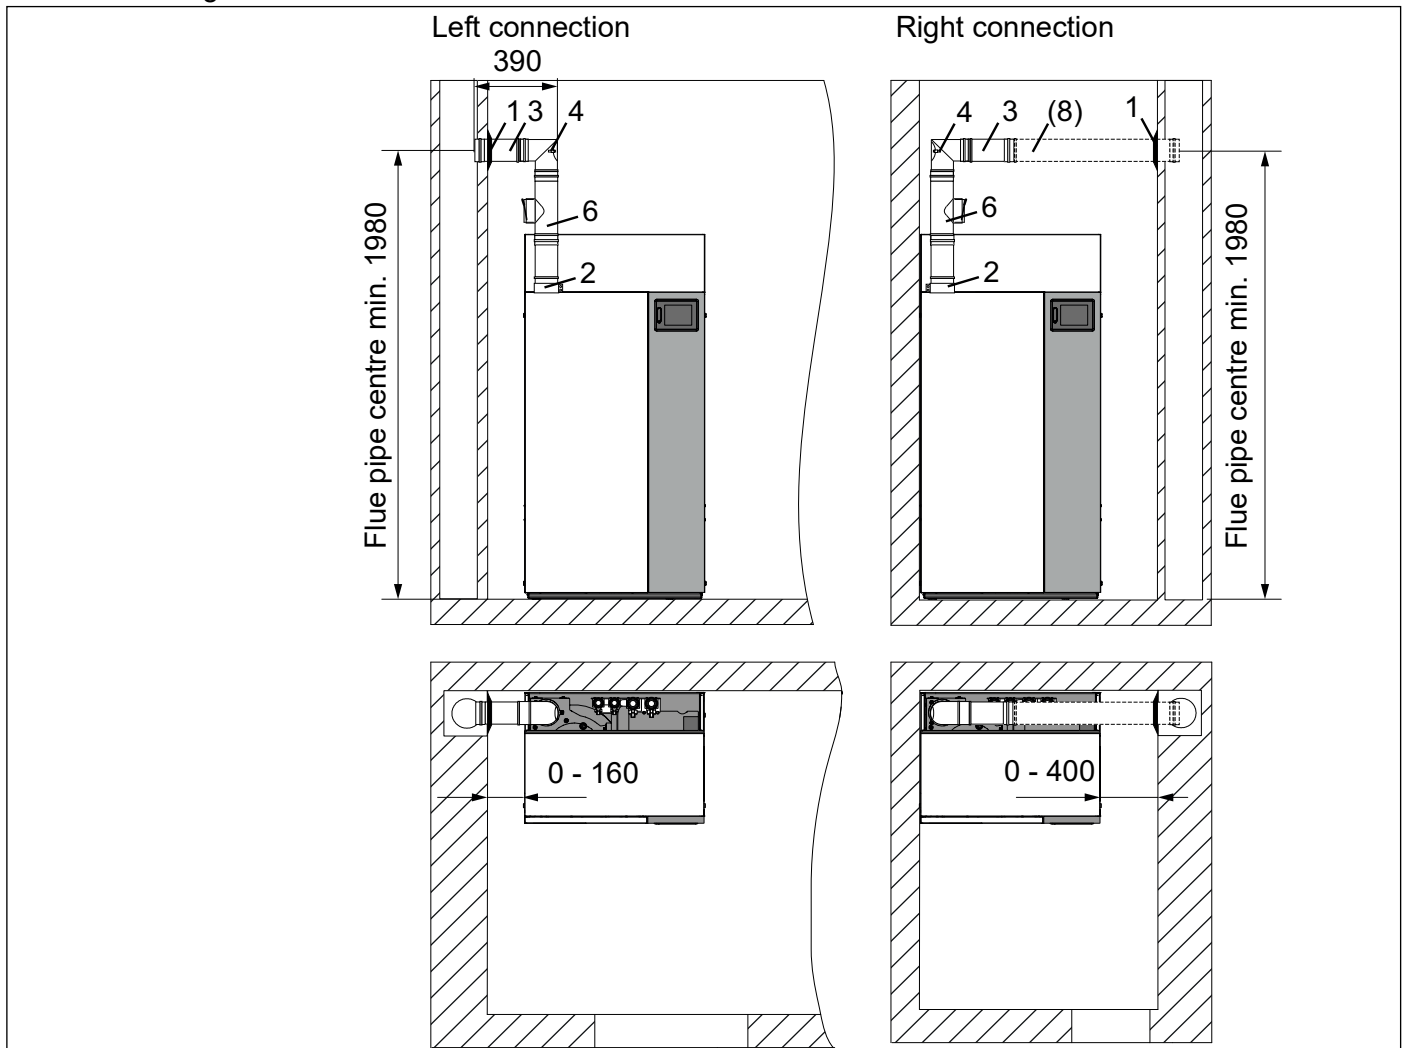 Left connection
Right connection
390
1 3 4
4 3 (8) 1
6
6
2
2
Flue pipe centre min. 1980
Flue pipe centre min. 1980
0 - 160
0 - 400